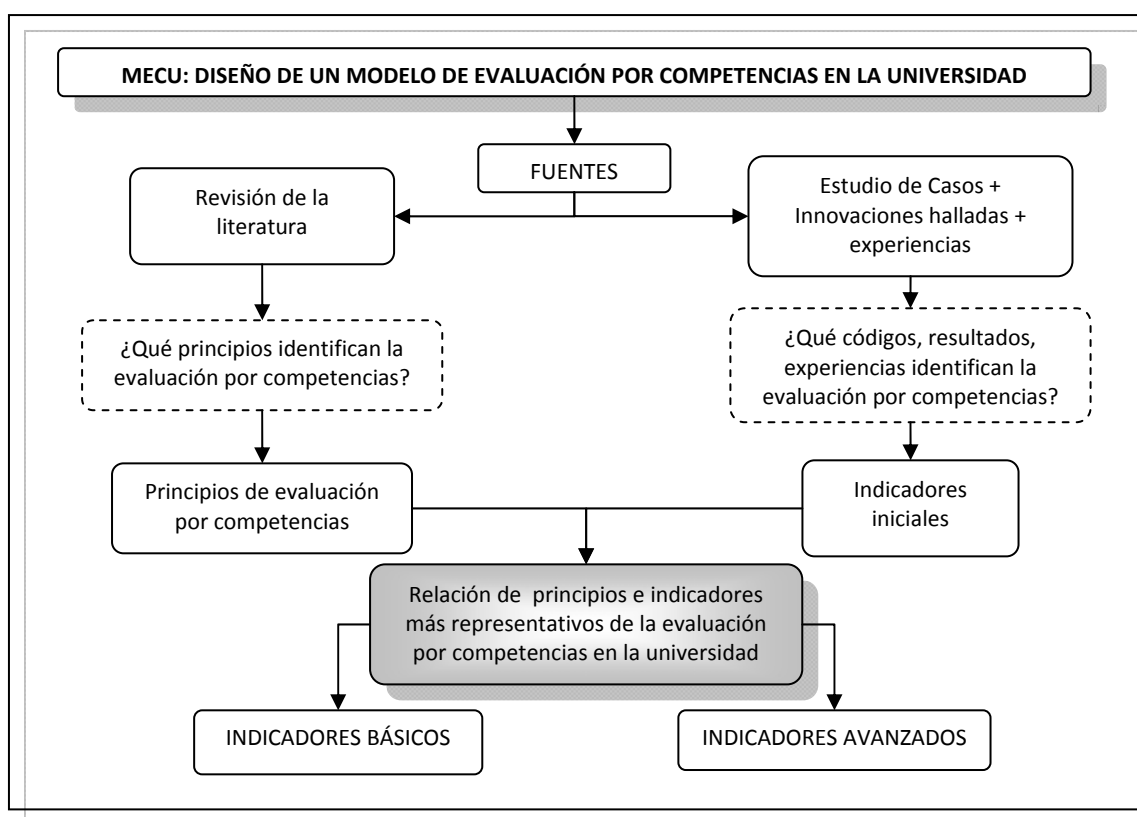 MECU: DISEÑO DE UN MODELO DE EVALUACIÓN POR COMPETENCIAS EN LA UNIVERSIDAD
FUENTES
Revisión de la
literatura
Estudio de Casos +
Innovaciones halladas +
experiencias
¿Qué principios identifican la
evaluación por competencias?
¿Qué códigos, resultados,
experiencias identifican la
evaluación por competencias?
Principios de evaluación
por competencias
Indicadores
iniciales
Relación de principios e indicadores
más representativos de la evaluación
por competencias en la universidad
INDICADORES BÁSICOS
INDICADORES AVANZADOS